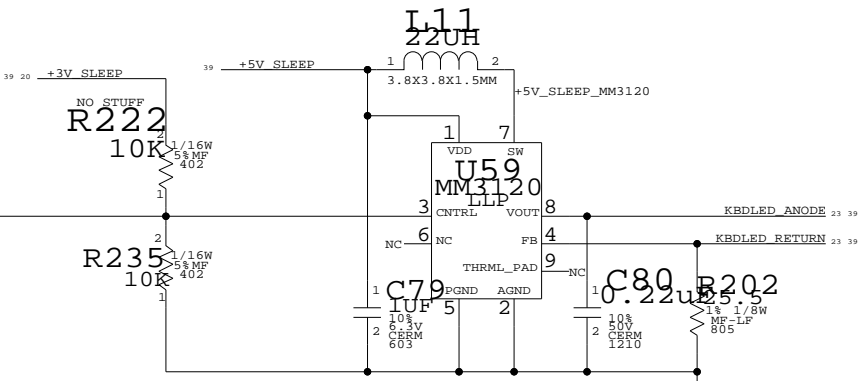 L11
22UH
1
2
3.8X3.8X1.5MM
39 20 +3V_SLEEP
39 +5V_SLEEP
+5V_SLEEP_MM3120
NO STUFF
R222
10K
2
1/16W
5% MF
402
1
1
7
VDD
SW
U59
MM3120
LLP
3 CNTRL
VOUT 8
KBDLED_ANODE 23 39
NC 6 NC
FB 4
KBDLED_RETURN 23 39
THRML_PAD 9 NC
PGND
AGND
5
2
R235
10K
2
1/16W
5% MF
402
1
C79
1UF
1
2
10%
6.3V
CERM
603
C80
0.22uF
1
2
10%
50V
CERM
1210
R202
25.5
1% 1/8W
MF-LF
805